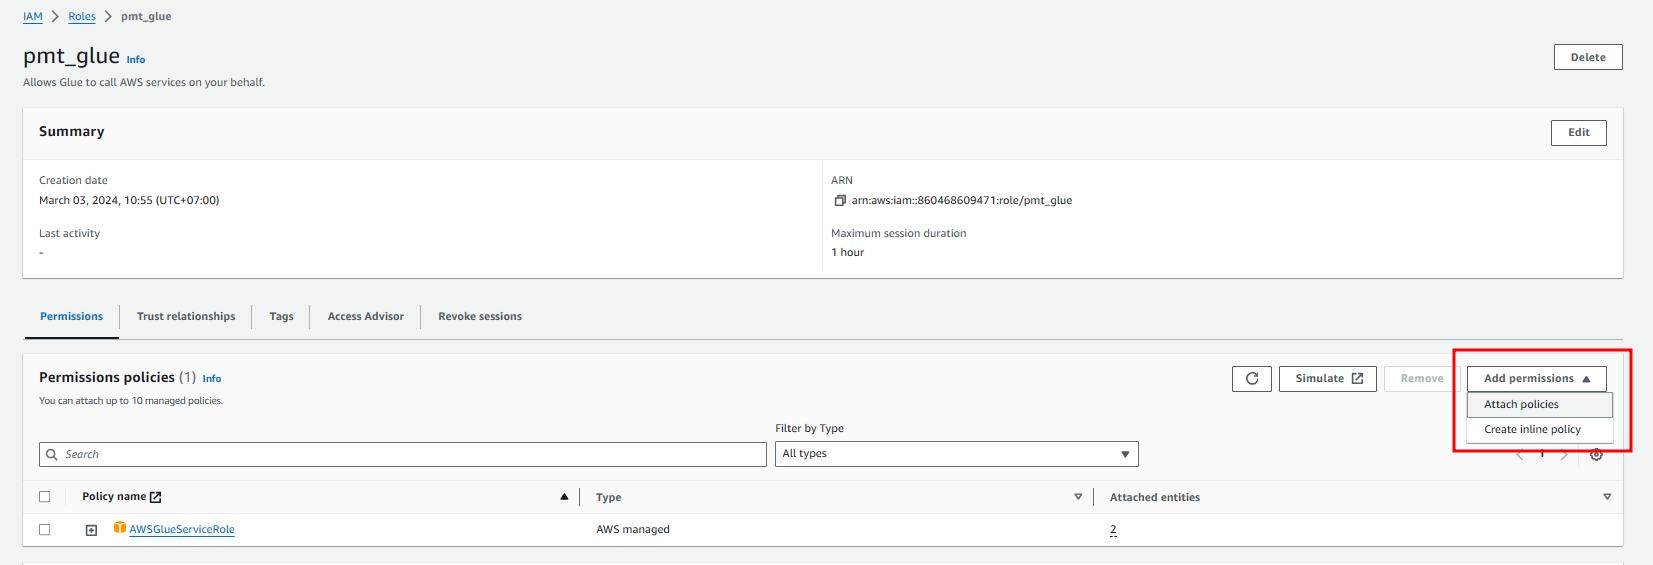 IAM > Roles > pmt_glue
pmt_glue Info
Delete
Allows Glue to call AWS services on your behalf.
Summary
Edit
Creation date
ARN
March 03, 2024, 10:55 (UTC+07:00)
arn:aws:iam::860468609471:role/pmt_glue
Last activity
Maximum session duration
-
1 hour
Permissions
Trust relationships
Tags
Access Advisor
Revoke sessions
Permissions policies (1) Info
Simulate
Remove
Add permissions
You can attach up to 10 managed policies.
Attach policies
Create inline policy
Filter by Type
Search
All types
1
Policy name
Type
Attached entities
AWSGlueServiceRole
AWS managed
2